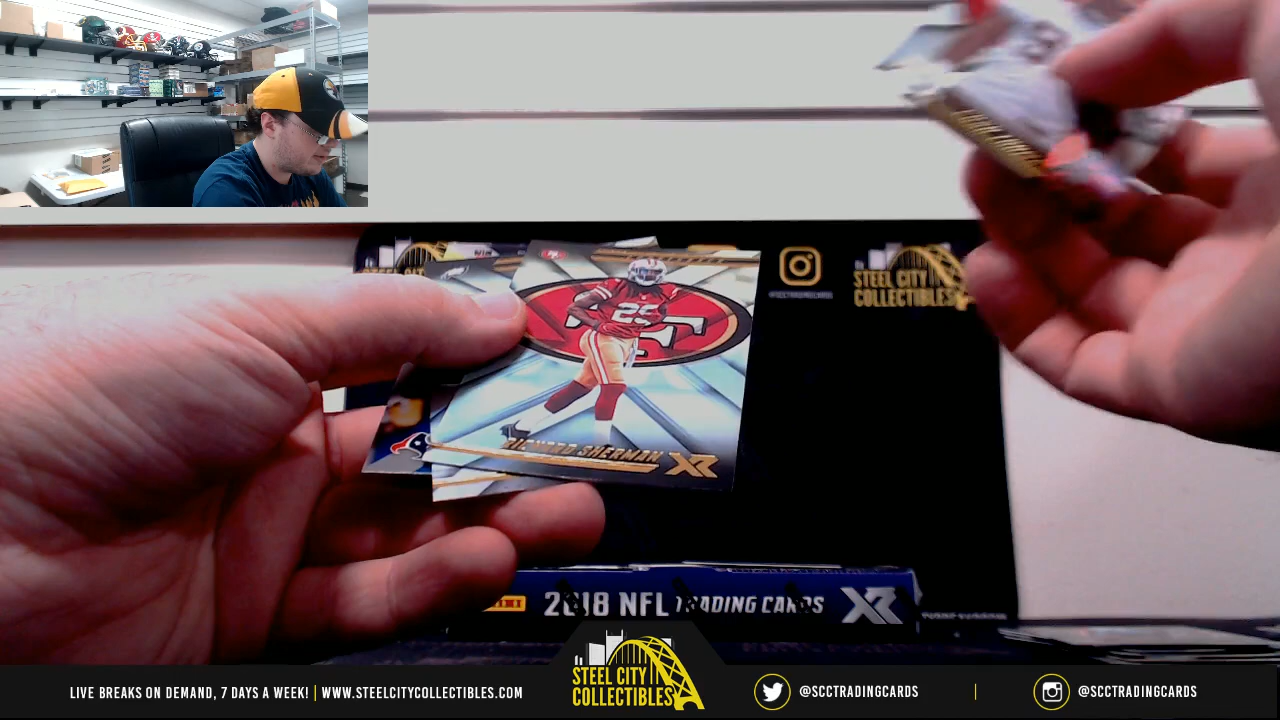 STEEL CITY
COLLECTIBLES
@SCCTRADINGCARDS
25
RICHARD SHERMAN XR
2018 NFL TRADING CARDS XR
LIVE BREAKS ON DEMAND, 7 DAYS A WEEK! | WWW.STEELCITYCOLLECTIBLES.COM
STEEL CITY
COLLECTIBLES
@SCCTRADINGCARDS
@SCCTRADINGCARDS